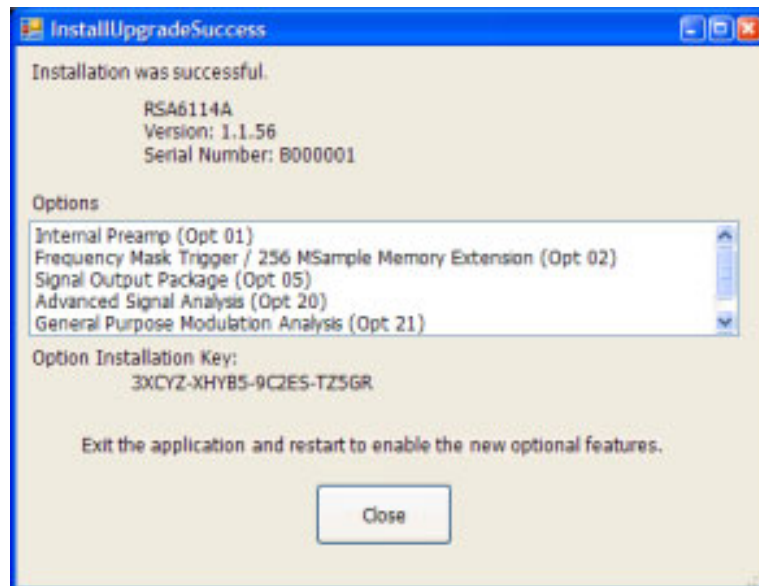 InstallUpgradeSuccess
Installation was successful.
RSA6114A
Version: 1.1.56
Serial Number: B000001
Options
Internal Preamp (Opt 01)
Frequency Mask Trigger / 256 MSample Memory Extension (Opt 02)
Signal Output Package (Opt 05)
Advanced Signal Analysis (Opt 20)
General Purpose Modulation Analysis (Opt 21)
Option Installation Key:
3XCYZ-XHYB5-9C2ES-TZ5GR
Exit the application and restart to enable the new optional features.
Close